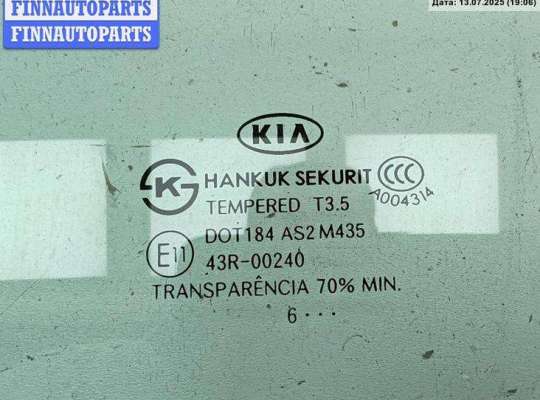 FINNAUTOPARTS
FINNAUTOPARTS
Дата: 13.07.2025 (19:06)
KIA
K
HANKUK SEKURIT
CCC
A004314
TEMPERED T3.5
DOT184 AS2 M435
E11
43R-00240
TRANSPARÊNCIA 70% MIN.
6 ···